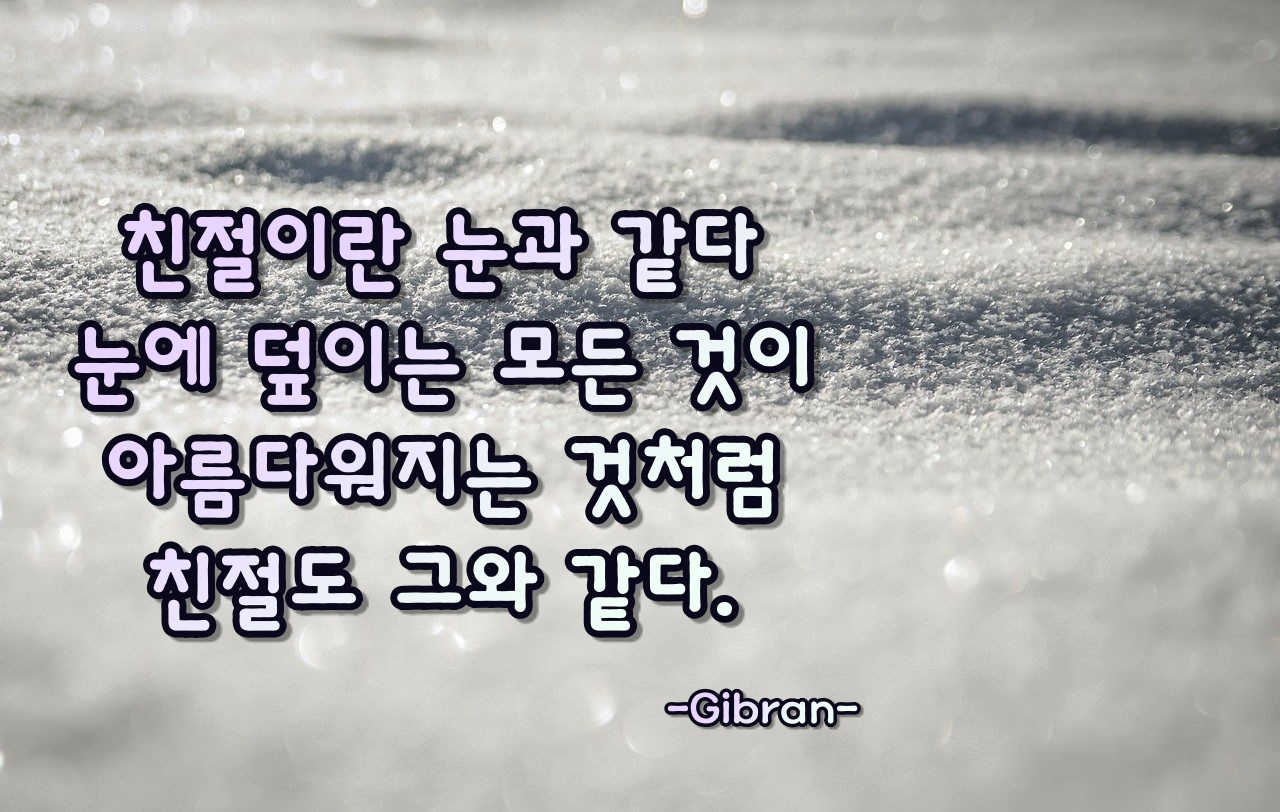 친절이란 눈과 같다
눈에 덮이는 모든 것이
아름다워지는 것처럼
친절도 그와 같다.
-Gibran-